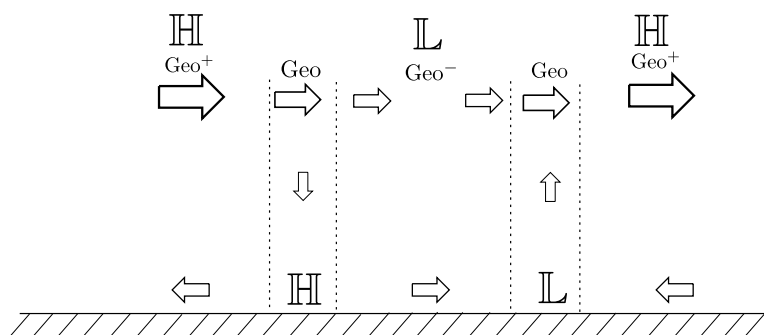 ℍ 𝕃 ℍ
Geo⁺ Geo Geo⁻ Geo Geo⁺
ℍ 𝕃